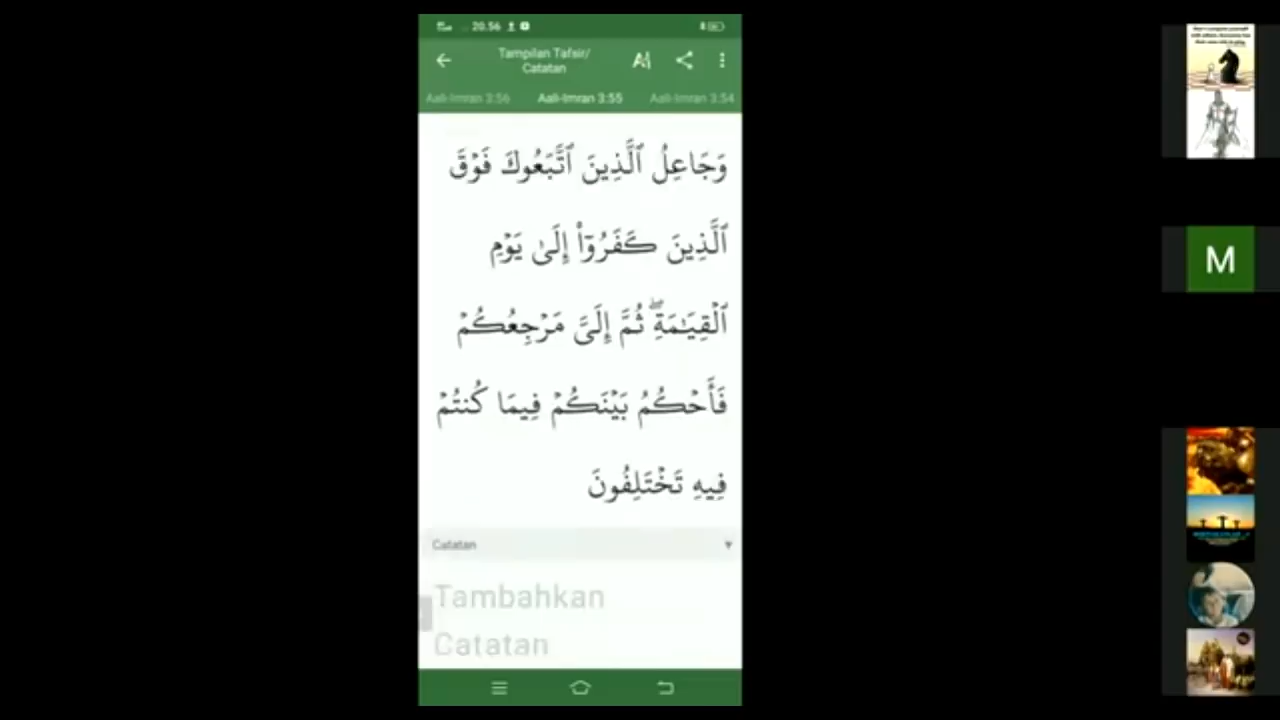 20.56
Tampilan Tafsir/
Catatan
Aali-Imran 3:56 Aali-Imran 3:55 Aali-Imran 3:54
وَجَاعِلُ ٱلَّذِينَ ٱتَّبَعُوكَ فَوۡقَ
ٱلَّذِينَ كَفَرُوٓاْ إِلَىٰ يَوۡمِ
ٱلۡقِيَٰمَةِۖ ثُمَّ إِلَيَّ مَرۡجِعُكُمۡ
فَأَحۡكُمُ بَيۡنَكُمۡ فِيمَا كُنتُمۡ
فِيهِ تَخۡتَلِفُونَ
Catatan
Tambahkan
Catatan
M